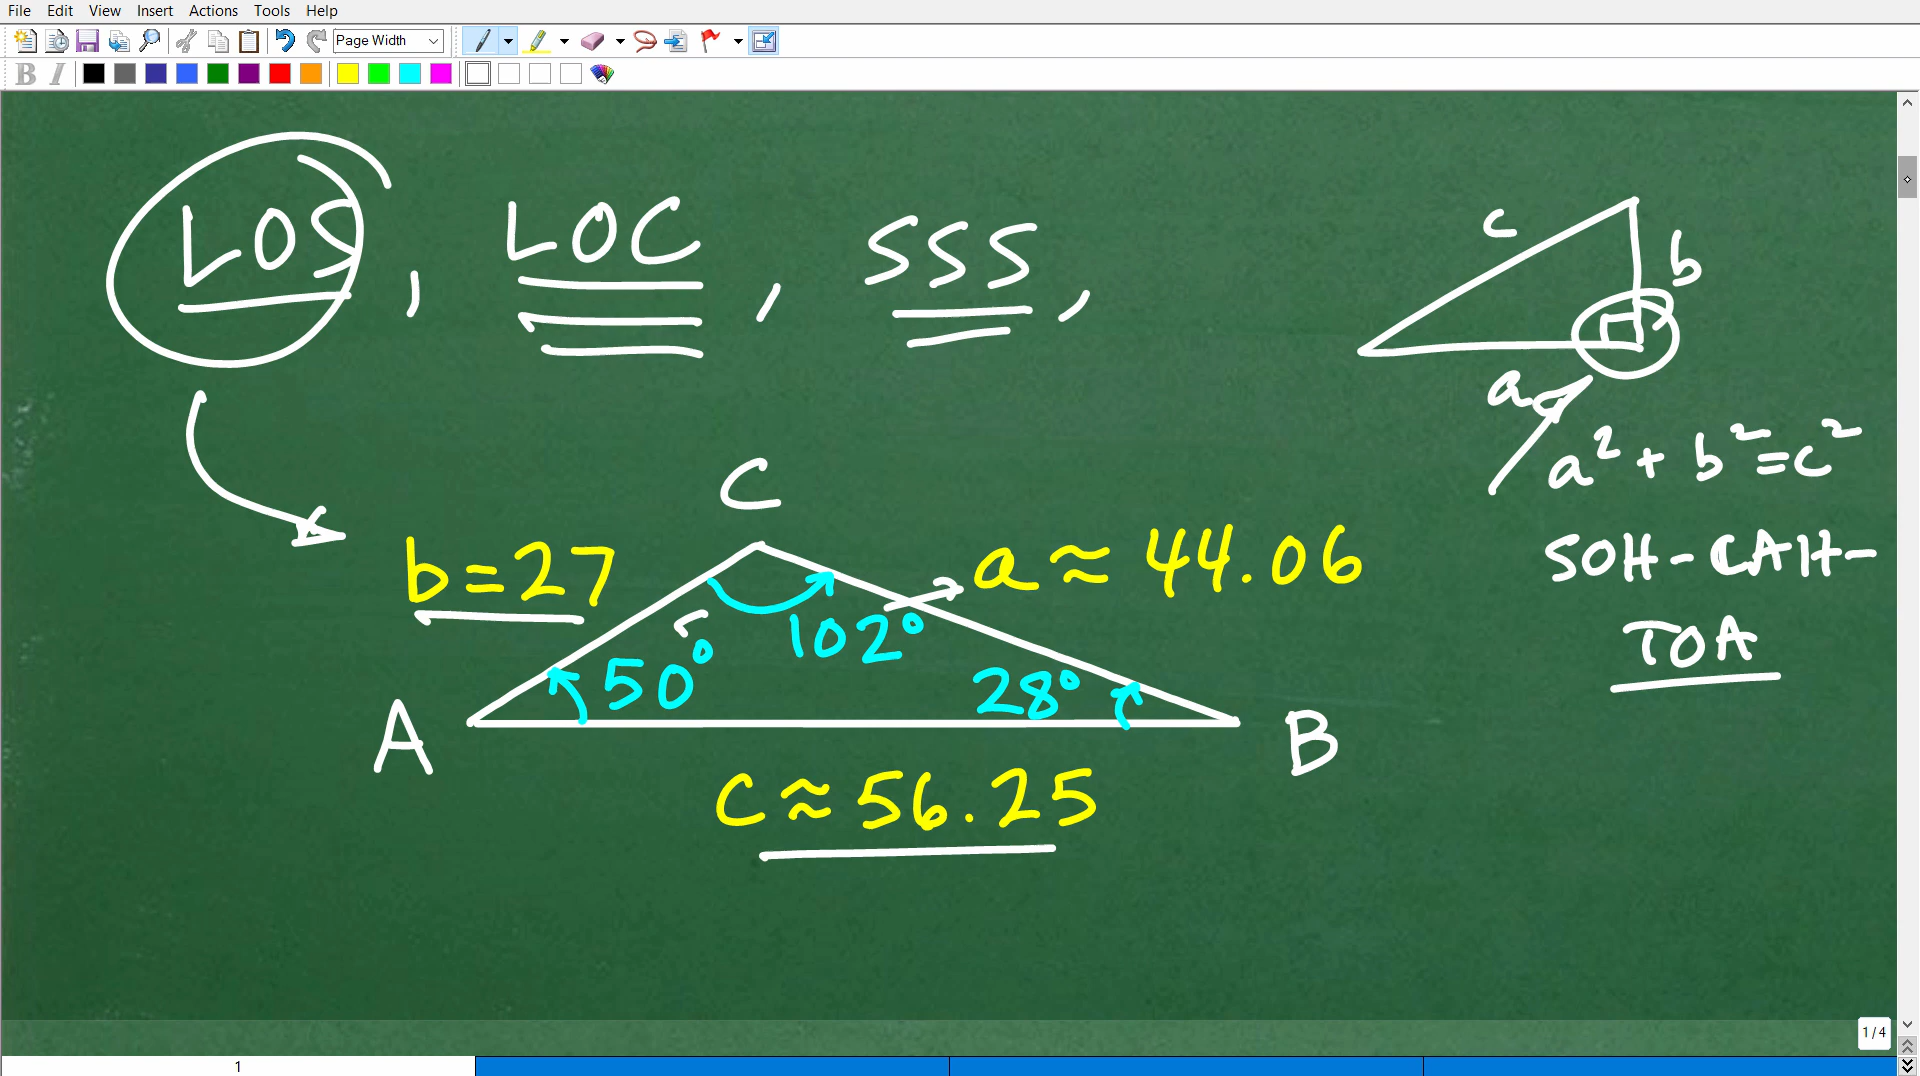 File Edit View Insert Actions Tools Help
Page Width
B I
LOS, LOC, SSS,
c
b
a
a² + b² = c²
SOH-CAH-
TOA
C
b=27
a≈44.06
102°
50°
28°
A
B
c≈56.25
1/4
1